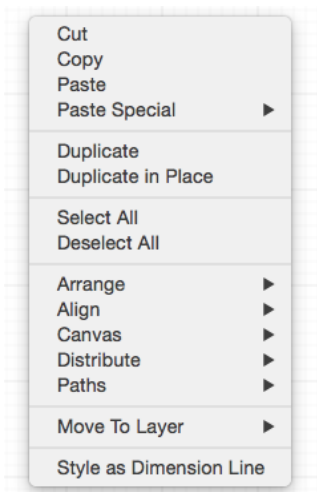 Cut
Copy
Paste
Paste Special
Duplicate
Duplicate in Place
Select All
Deselect All
Arrange
Align
Canvas
Distribute
Paths
Move To Layer
Style as Dimension Line